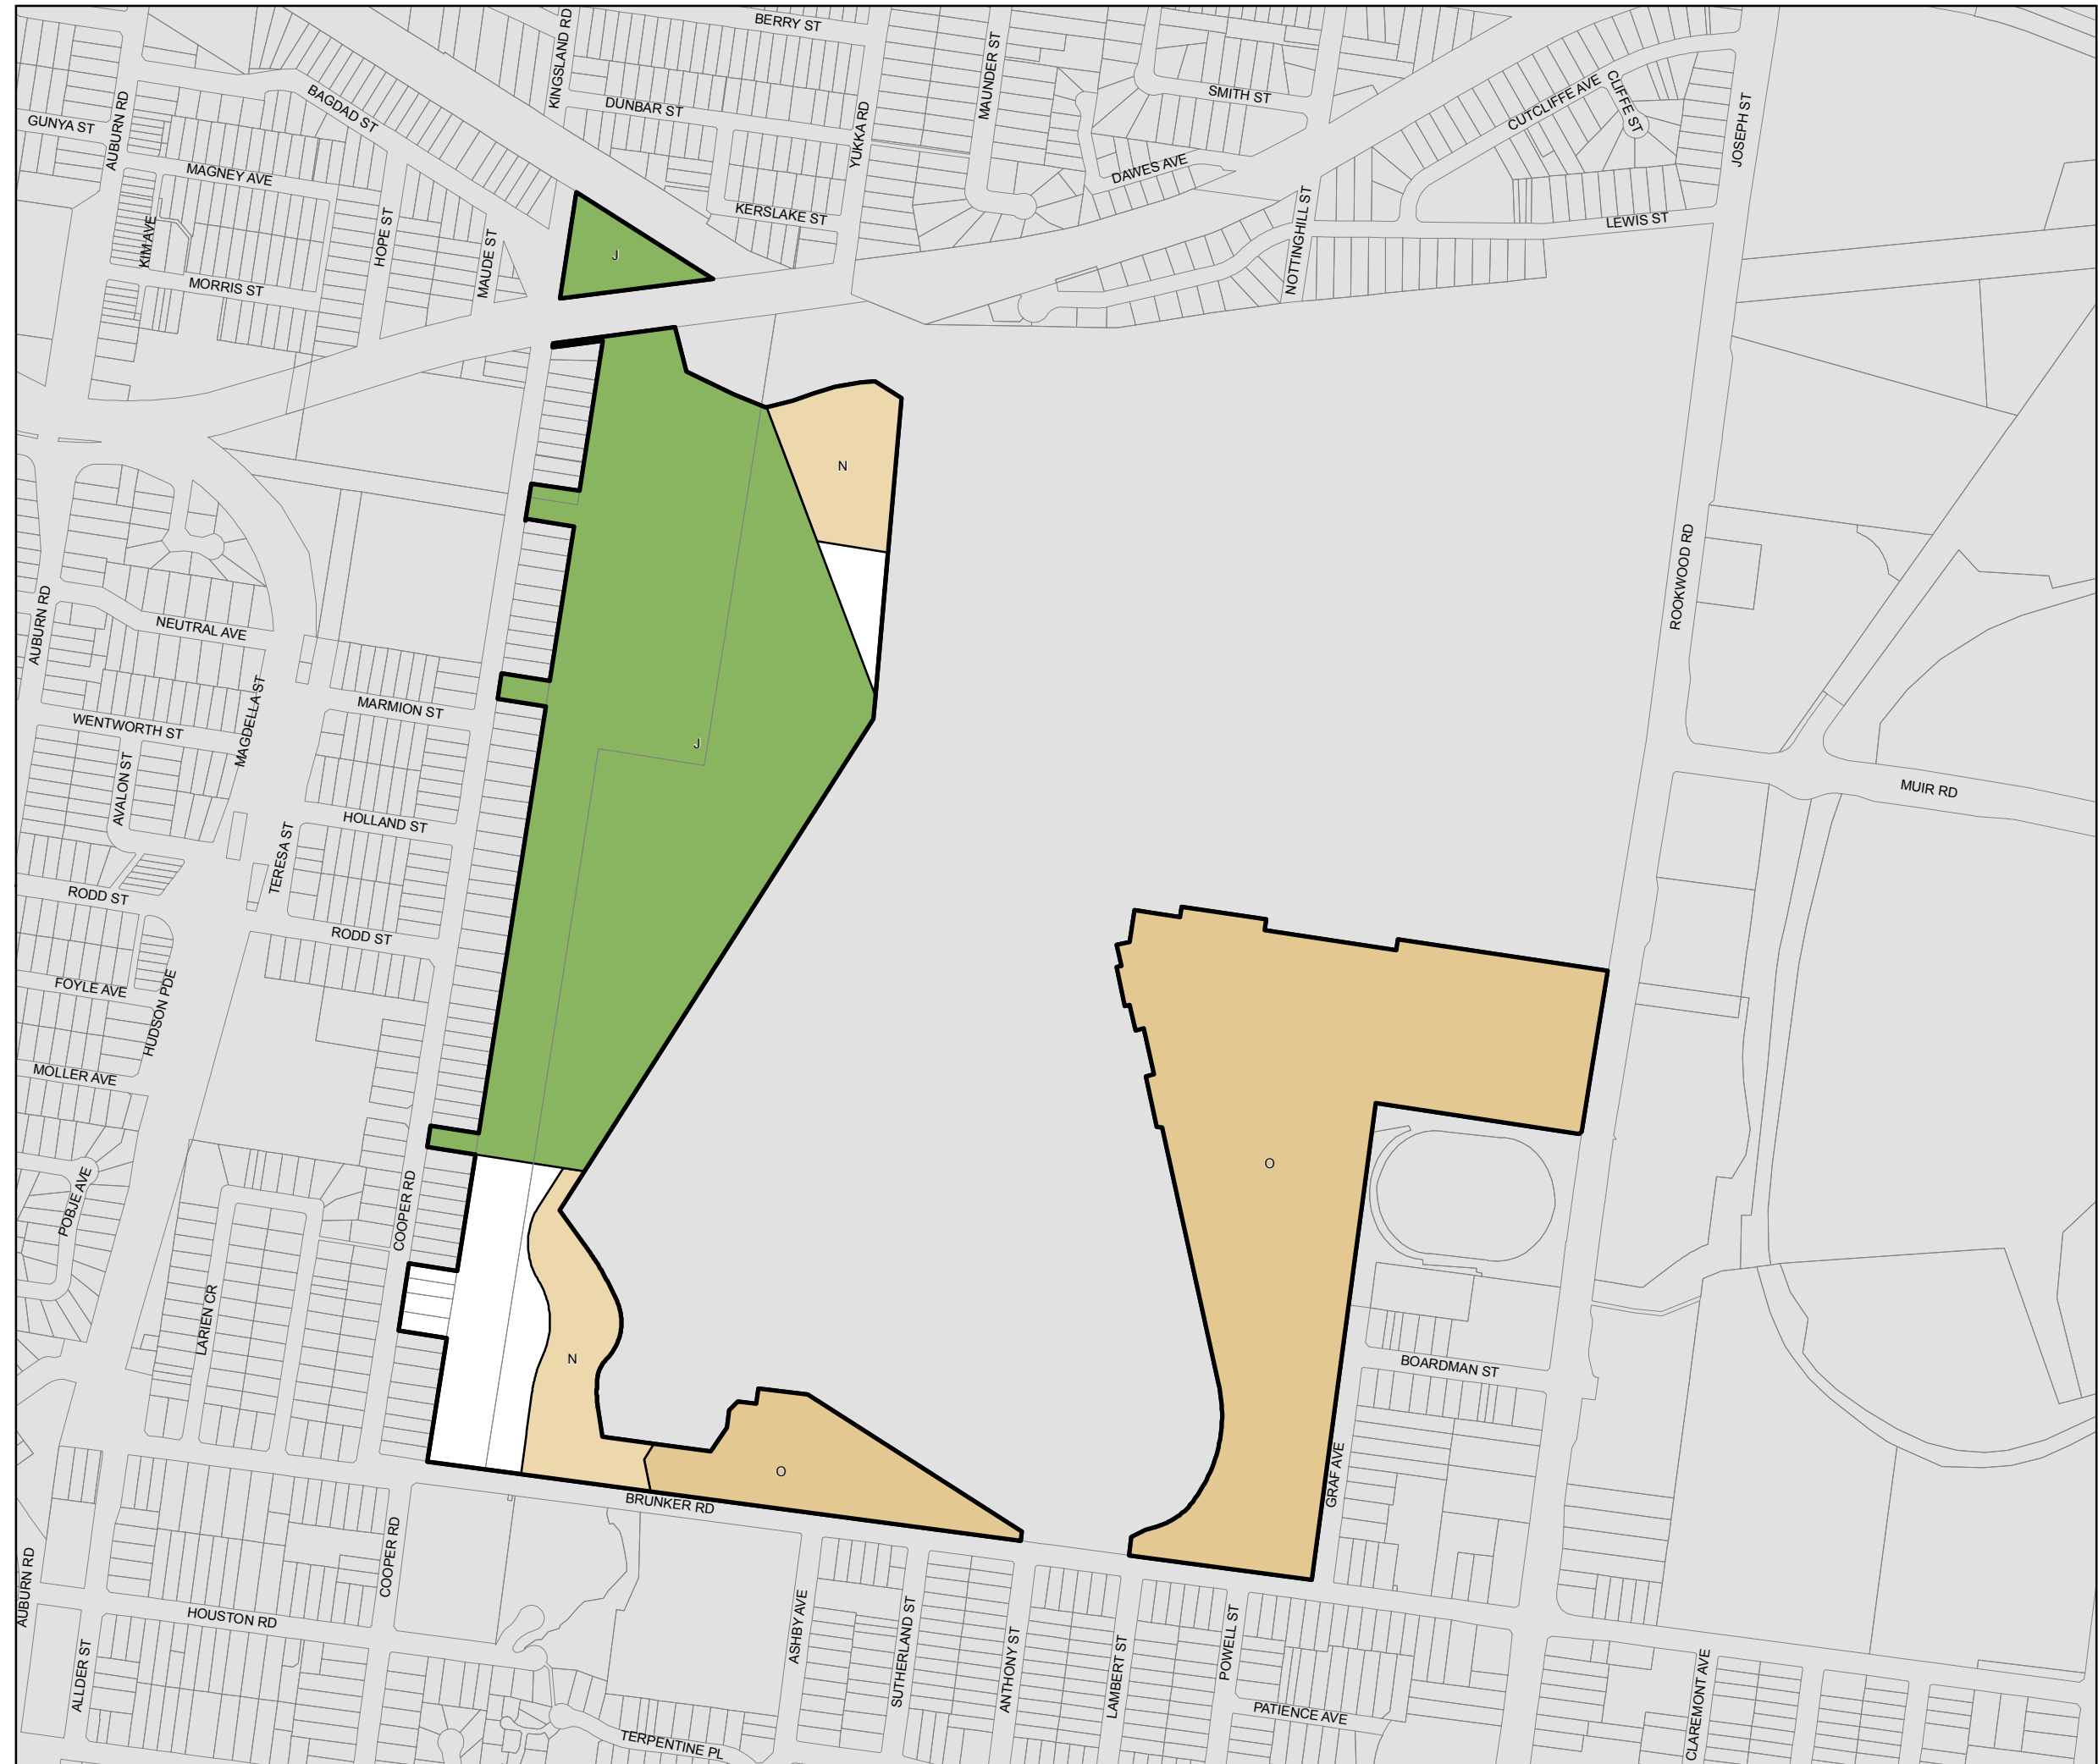 BERRY ST
KINGSLAND RD
MAUNDER ST
SMITH ST
CUTCLIFFE AVE
CLIFFE ST
JOSEPH ST
BAGDAD ST
DUNBAR ST
YUKKA RD
GUNYA ST
AUBURN RD
MAGNEY AVE
DAWES AVE
KERSLAKE ST
LEWIS ST
NOTTINGHILL ST
KIM AVE
HOPE ST
MAUDE ST
J
MORRIS ST
N
ROOKWOOD RD
AUBURN RD
NEUTRAL AVE
MAGDELLA ST
MARMION ST
WENTWORTH ST
J
AVALON ST
MUIR RD
HOLLAND ST
TERESA ST
RODD ST
RODD ST
FOYLE AVE
HUDSON PDE
MOLLER AVE
O
POBJE AVE
COOPER RD
LARIEN CR
N
BOARDMAN ST
O
GRAF AVE
BRUNKER RD
COOPER RD
AUBURN RD
HOUSTON RD
ASHBY AVE
SUTHERLAND ST
ANTHONY ST
LAMBERT ST
POWELL ST
ALLDER ST
PATIENCE AVE
CLAREMONT AVE
TERPENTINE PL